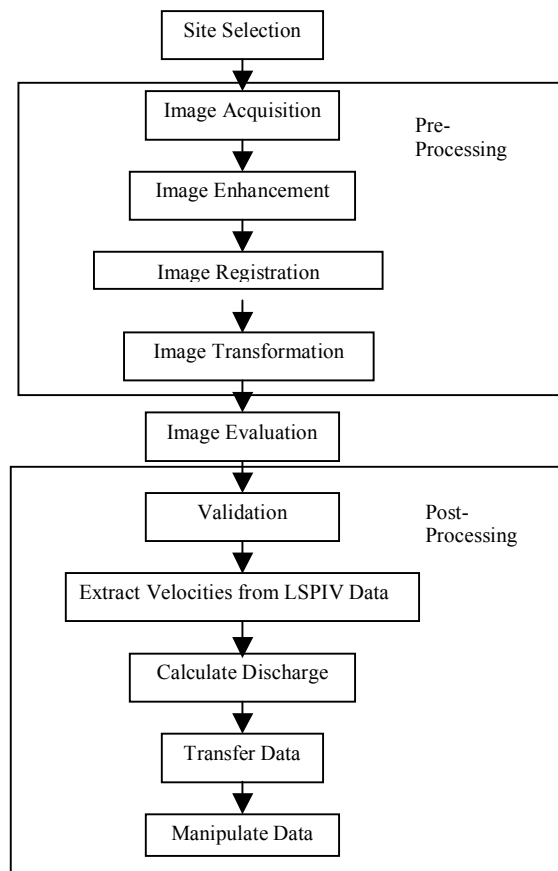 Site Selection
Image Acquisition
Pre-
Processing
Image Enhancement
Image Registration
Image Transformation
Image Evaluation
Validation
Post-
Processing
Extract Velocities from LSPIV Data
Calculate Discharge
Transfer Data
Manipulate Data